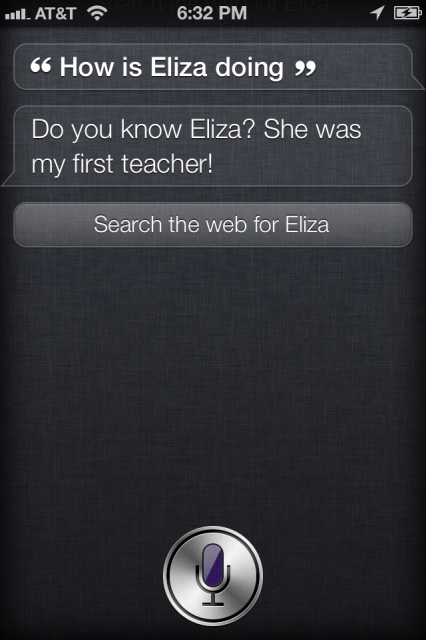 AT&T 6:32 PM
“ How is Eliza doing ”
Do you know Eliza? She was
my first teacher!
Search the web for Eliza